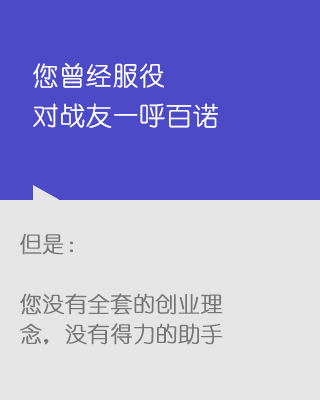 您曾经服役
对战友一呼百诺
但是：
您没有全套的创业理
念，没有得力的助手